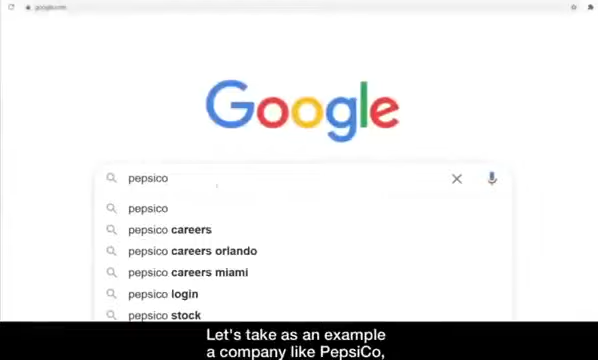 google.com
Google
pepsico
pepsico
pepsico careers
pepsico careers orlando
pepsico careers miami
pepsico login
pepsico stock
Let's take as an example
a company like PepsiCo,